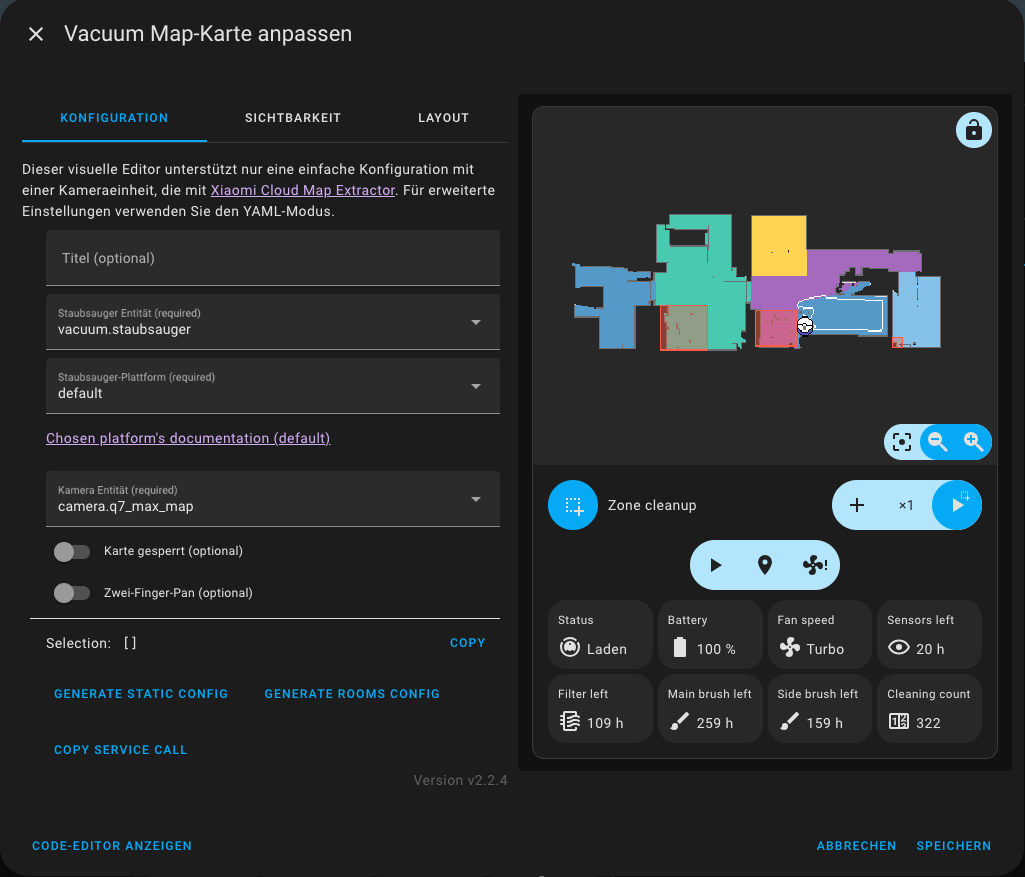 Vacuum Map-Karte anpassen
KONFIGURATION
SICHTBARKEIT
LAYOUT
Dieser visuelle Editor unterstützt nur eine einfache Konfiguration mit
einer Kameraeinheit, die mit Xiaomi Cloud Map Extractor. Für erweiterte
Einstellungen verwenden Sie den YAML-Modus.
Titel (optional)
Staubsauger Entität (required)
vacuum.staubsauger
Staubsauger-Plattform (required)
default
Chosen platform's documentation (default)
Kamera Entität (required)
camera.q7_max_map
Karte gesperrt (optional)
Zwei-Finger-Pan (optional)
Selection: []
COPY
GENERATE STATIC CONFIG
GENERATE ROOMS CONFIG
COPY SERVICE CALL
Version v2.2.4
Zone cleanup
×1
Status
Laden
Battery
100 %
Fan speed
Turbo
Sensors left
20 h
Filter left
109 h
Main brush left
259 h
Side brush left
159 h
Cleaning count
322
CODE-EDITOR ANZEIGEN
ABBRECHEN
SPEICHERN